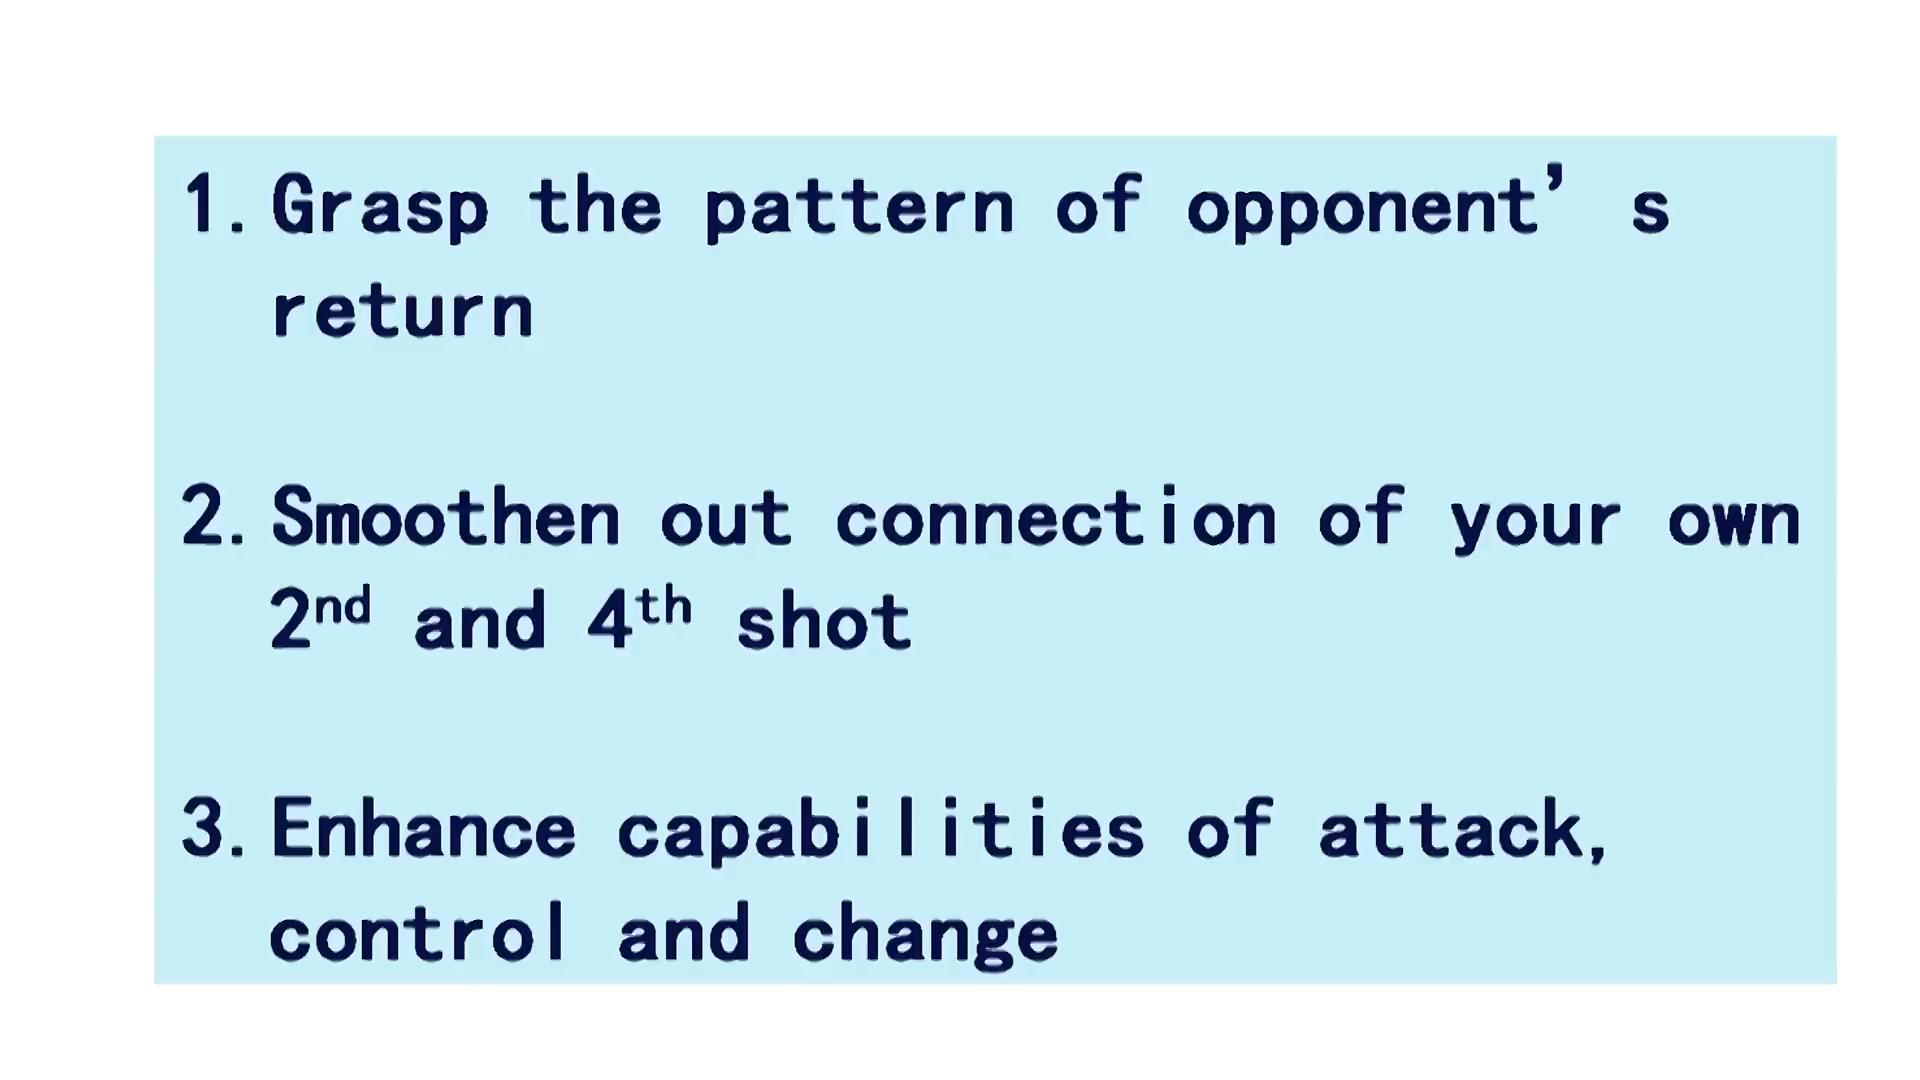 1. Grasp the pattern of opponent’s
return
2. Smoothen out connection of your own
2nd and 4th shot
3. Enhance capabilities of attack,
control and change